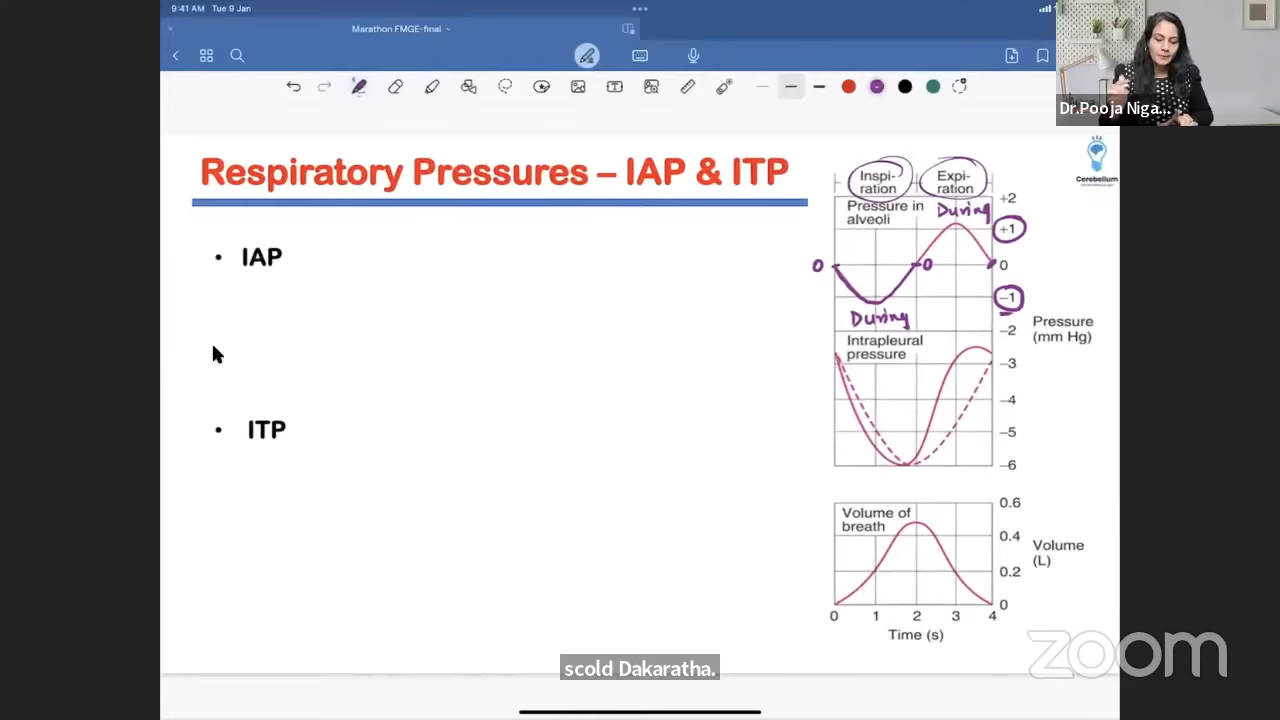 9:41 AM Tue 9 Jan
Marathon FMGE-final
Dr.Pooja Niga...
Respiratory Pressures – IAP & ITP
Cerebellum
• IAP
• ITP
Inspi-
ration
Expi-
ration
Pressure in
alveoli
During
+2
+1
0
0
0
−1
During
−2
Pressure
(mm Hg)
Intrapleural
pressure
−3
−4
−5
−6
Volume of
breath
0.6
0.4
0.2
0
Volume
(L)
0 1 2 3 4
Time (s)
zoom
scold Dakaratha.